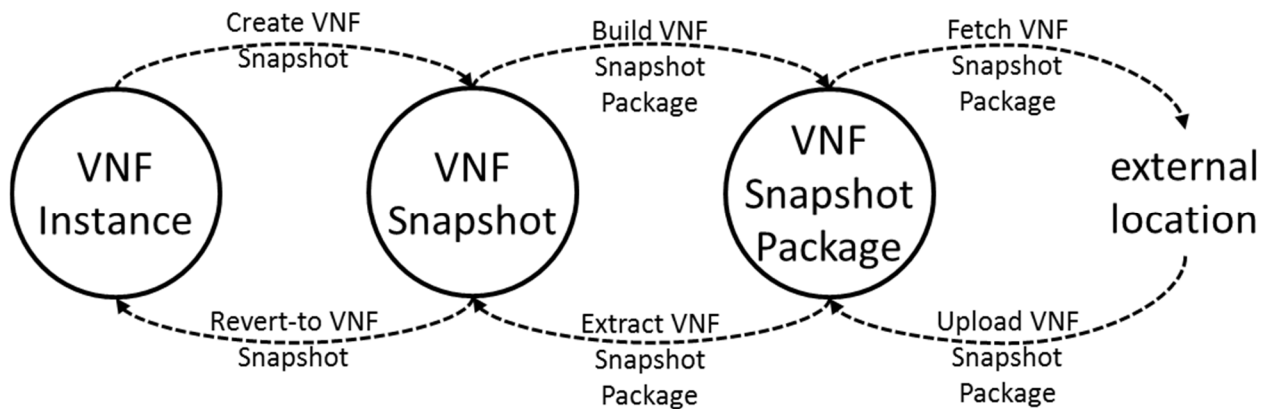 Create VNF
Snapshot
Build VNF
Snapshot
Package
Fetch VNF
Snapshot
Package
VNF
Instance
VNF
Snapshot
VNF
Snapshot
Package
external
location
Revert-to VNF
Snapshot
Extract VNF
Snapshot
Package
Upload VNF
Snapshot
Package